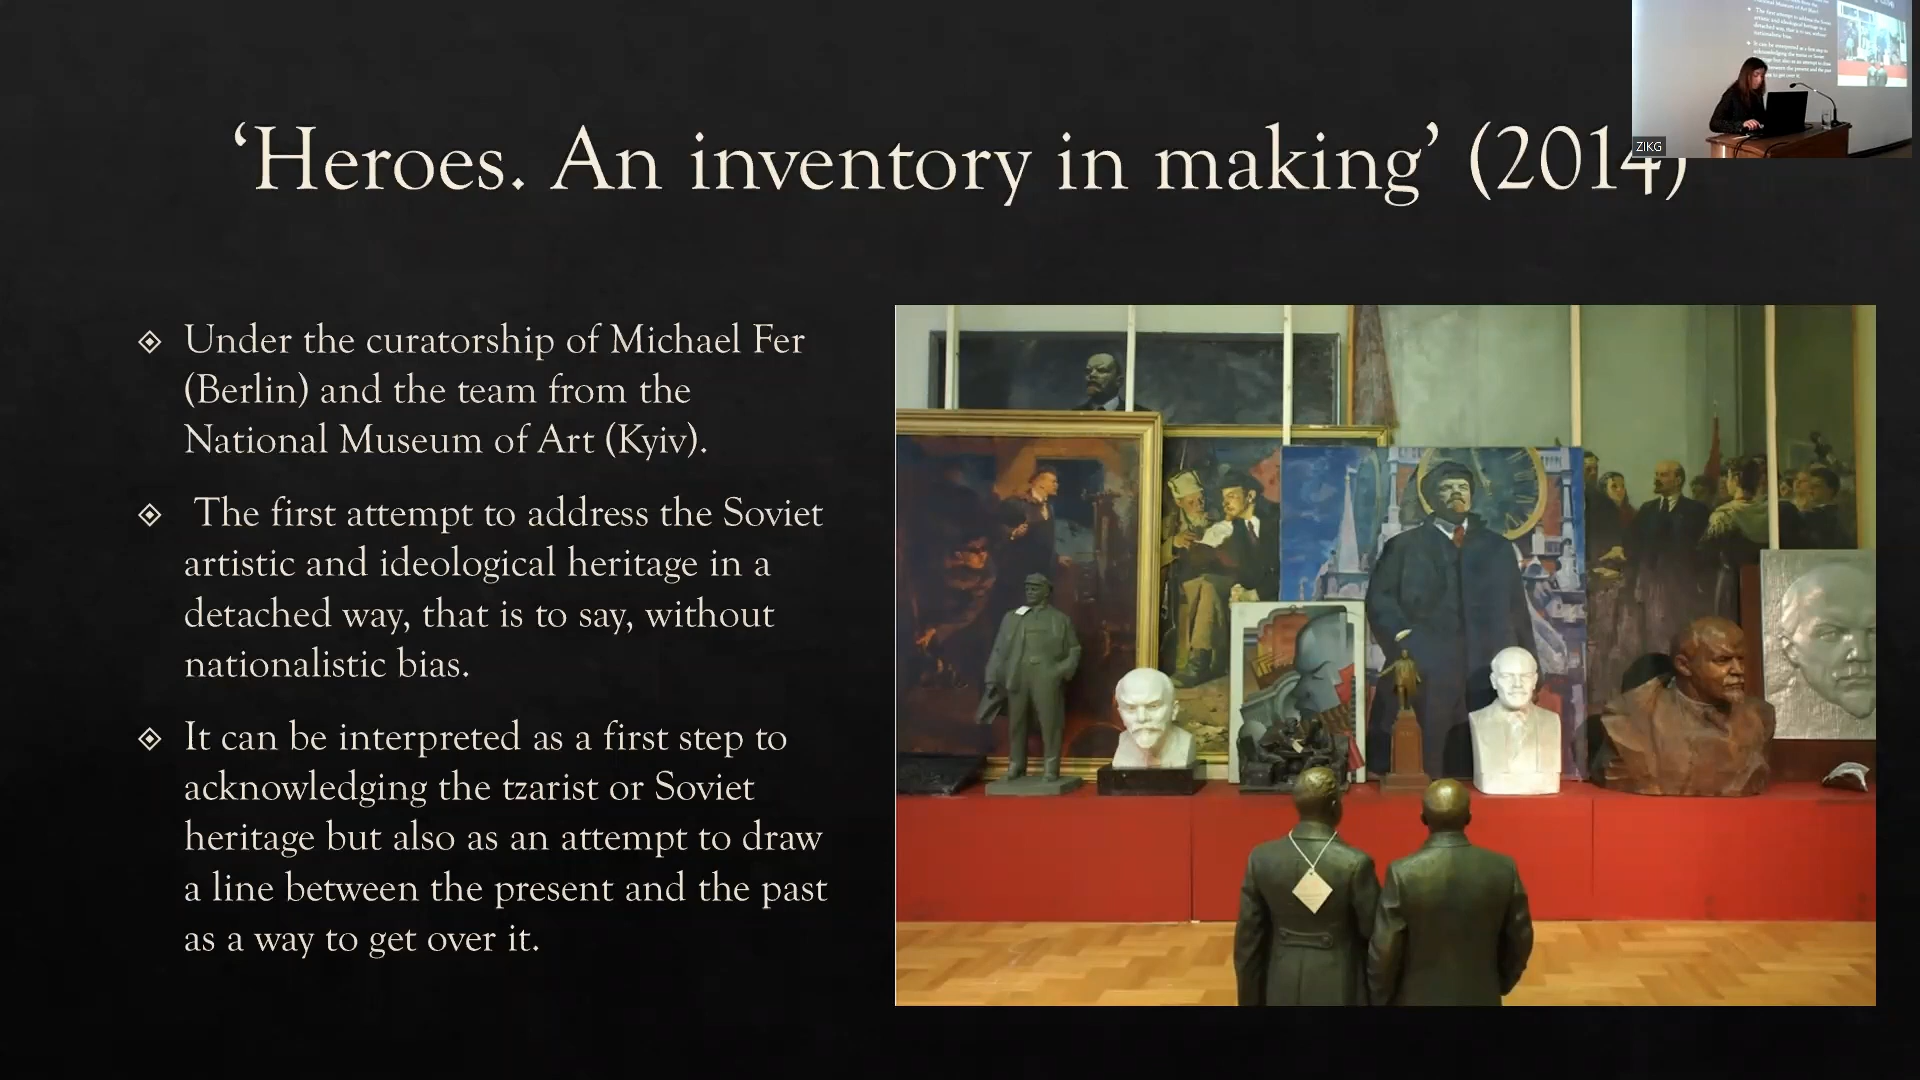 ‘Heroes. An inventory in making’ (2014)
ZIKG
Under the curatorship of Michael Fer
(Berlin) and the team from the
National Museum of Art (Kyiv).
The first attempt to address the Soviet
artistic and ideological heritage in a
detached way, that is to say, without
nationalistic bias.
It can be interpreted as a first step to
acknowledging the tzarist or Soviet
heritage but also as an attempt to draw
a line between the present and the past
as a way to get over it.